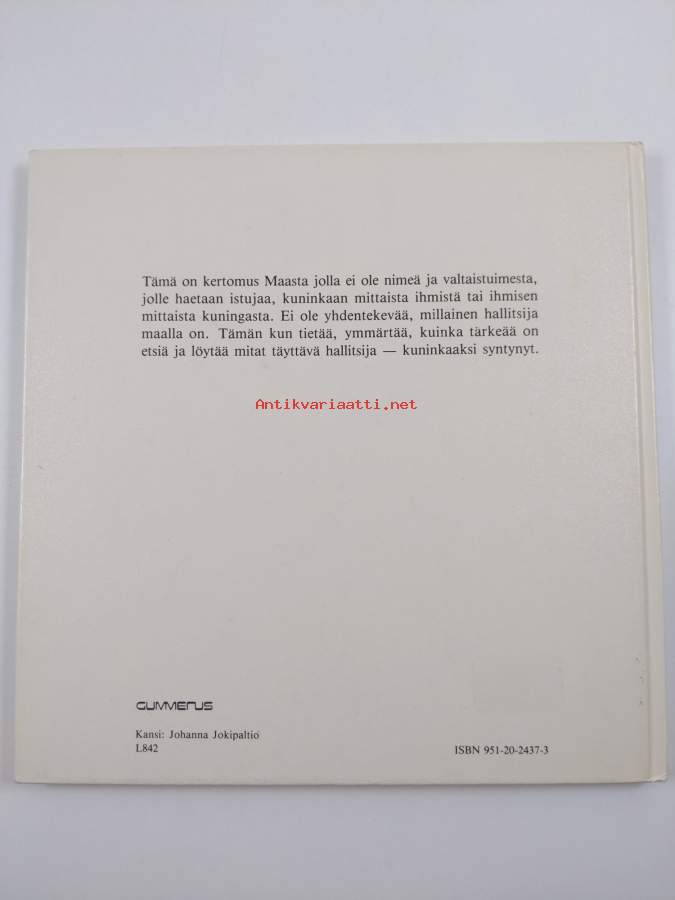 Tämä on kertomus Maasta jolla ei ole nimeä ja valtaistuimesta,
jolle haetaan istujaa, kuninkaan mittaista ihmistä tai ihmisen
mittaista kuningasta. Ei ole yhdentekevää, millainen hallitsija
maalla on. Tämän kun tietää, ymmärtää, kuinka tärkeää on
etsiä ja löytää mitat täyttävä hallitsija — kuninkaaksi syntynyt.
Antikvariaatti.net
GUMMERUS
Kansi: Johanna Jokipaltio
L842
ISBN 951-20-2437-3